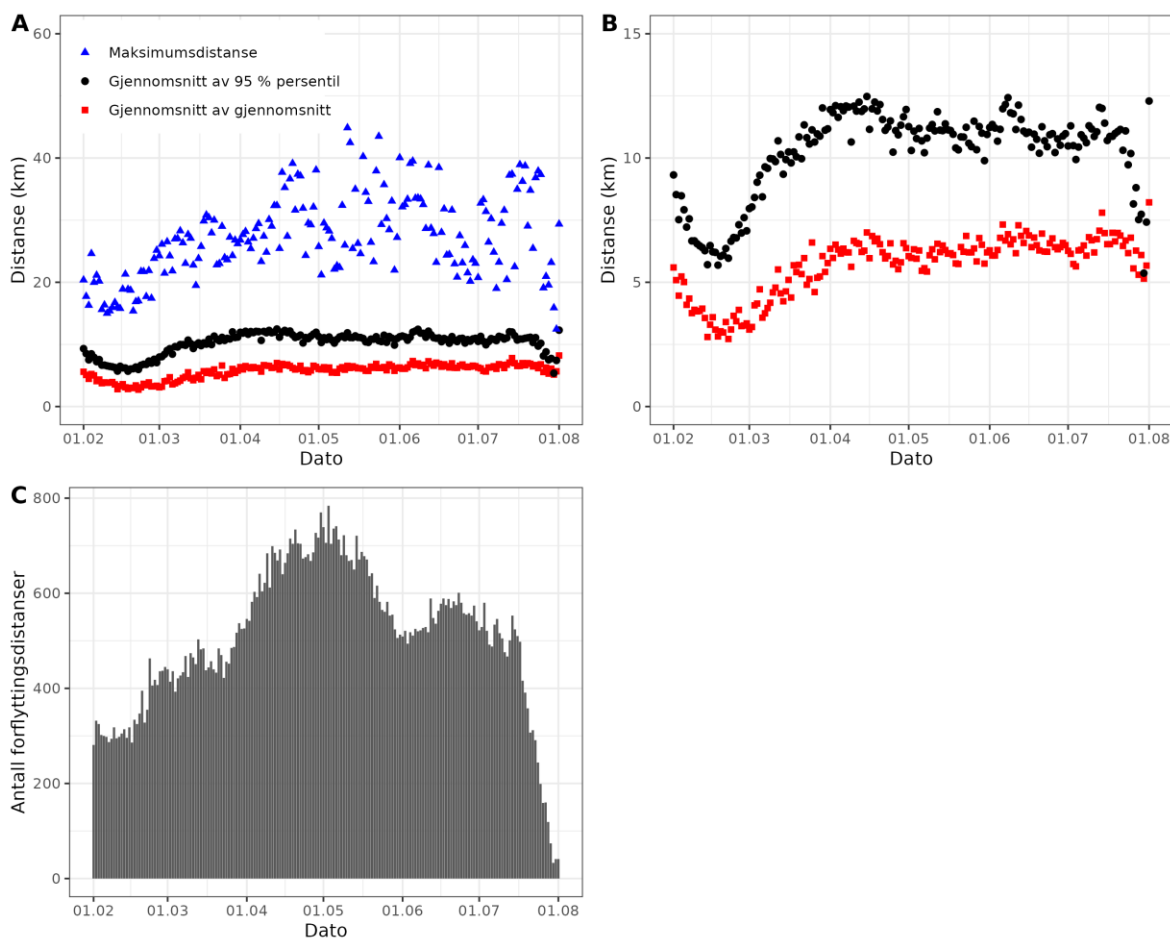 A
60
40
20
0
Distanse (km)
Maksimumsdistanse
Gjennomsnitt av 95 % persentil
Gjennomsnitt av gjennomsnitt
01.02 01.03 01.04 01.05 01.06 01.07 01.08
Dato
B
15
10
5
0
Distanse (km)
01.02 01.03 01.04 01.05 01.06 01.07 01.08
Dato
C
800
600
400
200
0
Antall forflyttingsdistanser
01.02 01.03 01.04 01.05 01.06 01.07 01.08
Dato